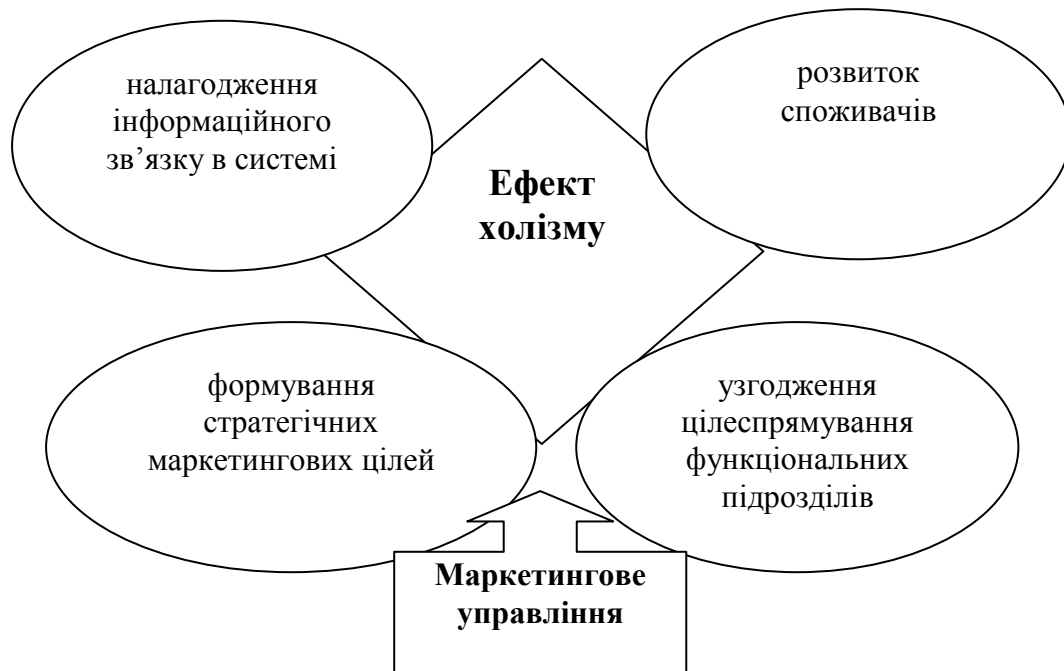 налагодження
інформаційного
зв’язку в системі
розвиток
споживачів
Ефект
холізму
формування
стратегічних
маркетингових цілей
узгодження
цілеспрямування
функціональних
підрозділів
Маркетингове
управління